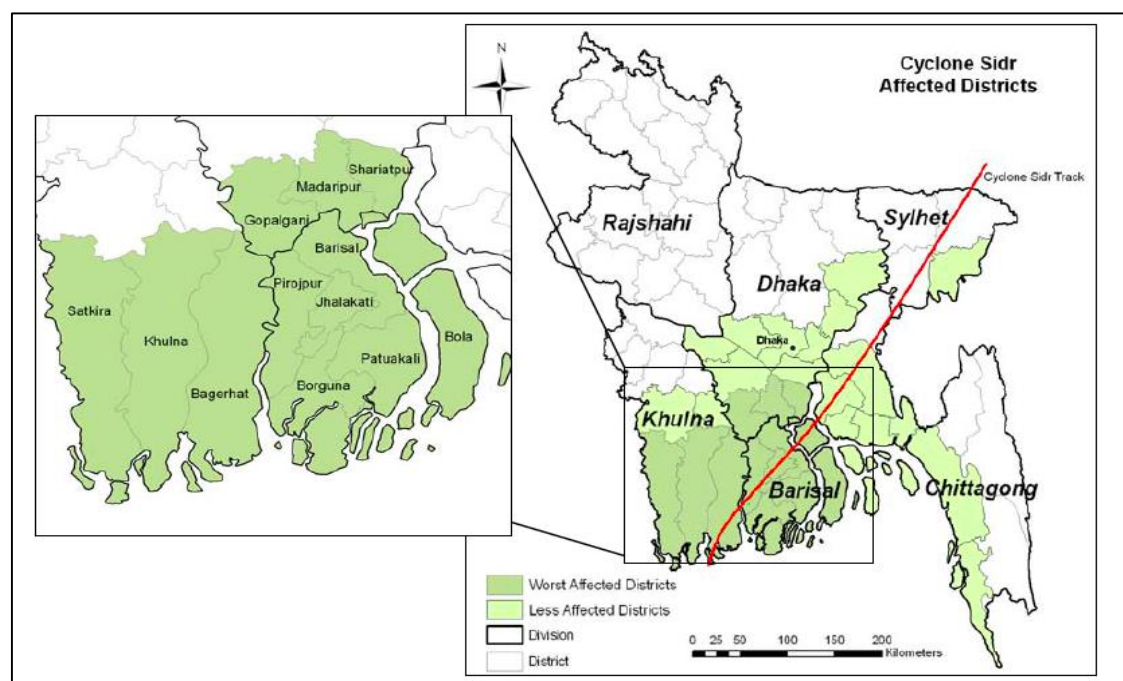 N
Cyclone Sidr
Affected Districts
Cyclone Sidr Track
Sylhet
Rajshahi
Dhaka
Dhaka
Khulna
Barisal
Chittagong
Shariatpur
Madaripur
Gopalganj
Barisal
Pirojpur
Jhalakati
Satkira
Khulna
Bola
Patuakali
Borguna
Bagerhat
Worst Affected Districts
Less Affected Districts
Division
District
0 25 50 100 150 200
Kilometers